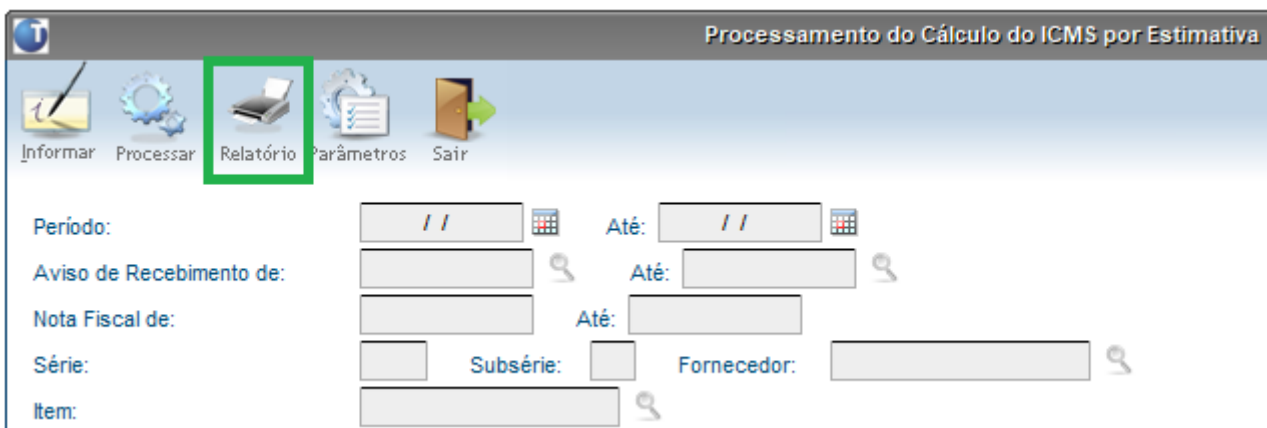 Processamento do Cálculo do ICMS por Estimativa
Informar Processar Relatório Parâmetros Sair
Período: / / Até: / /
Aviso de Recebimento de: Até:
Nota Fiscal de: Até:
Série: Subsérie: Fornecedor:
Item: